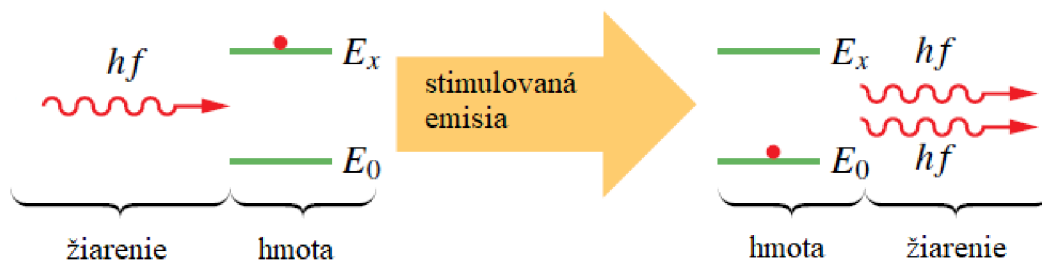 hf
E_x
E_0
žiarenie
hmota
stimulovaná
emisia
E_x
hf
E_0
hf
hmota
žiarenie